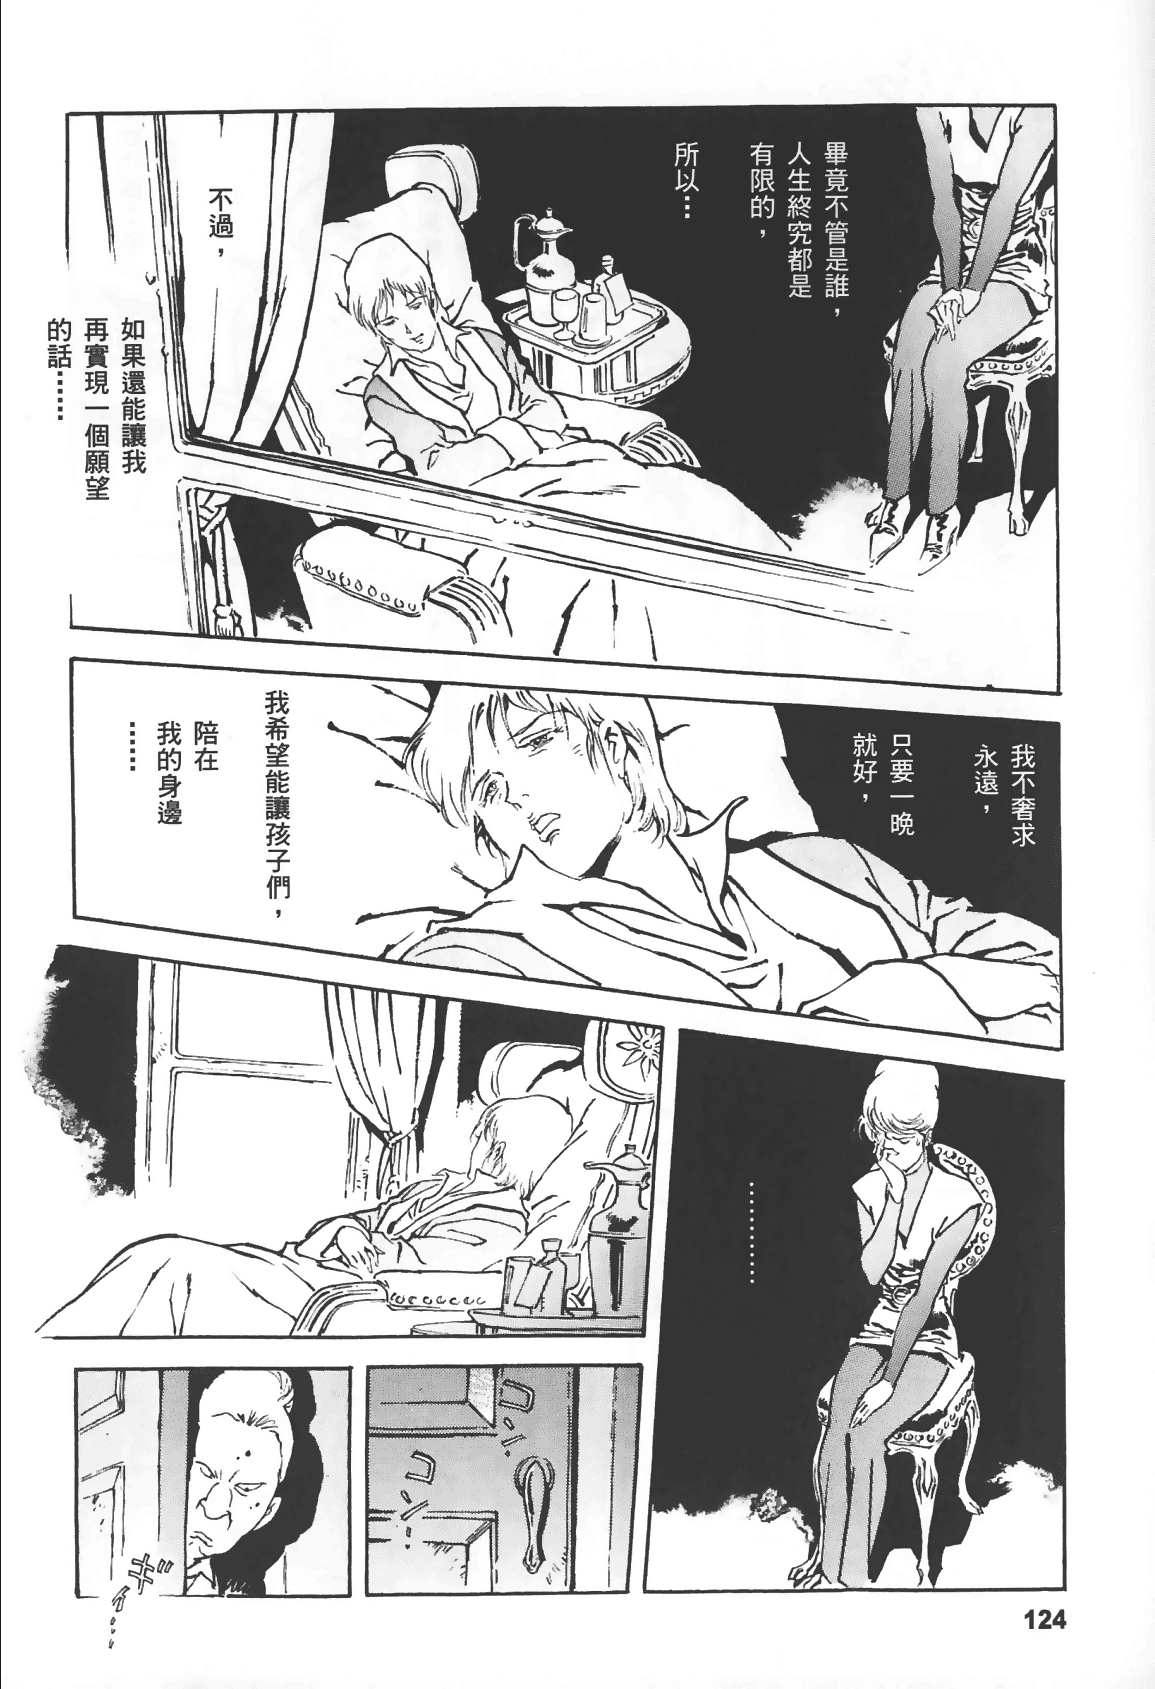 畢竟不管是誰，
人生終究都是
有限的，
所以…
不過，
如果還能讓我
再實現一個願望
的話……
我不奢求
永遠，
只要一晚
就好，
我希望能讓孩子們，
陪在
我的身邊
……
…………
コン
コン
ギィ…
124